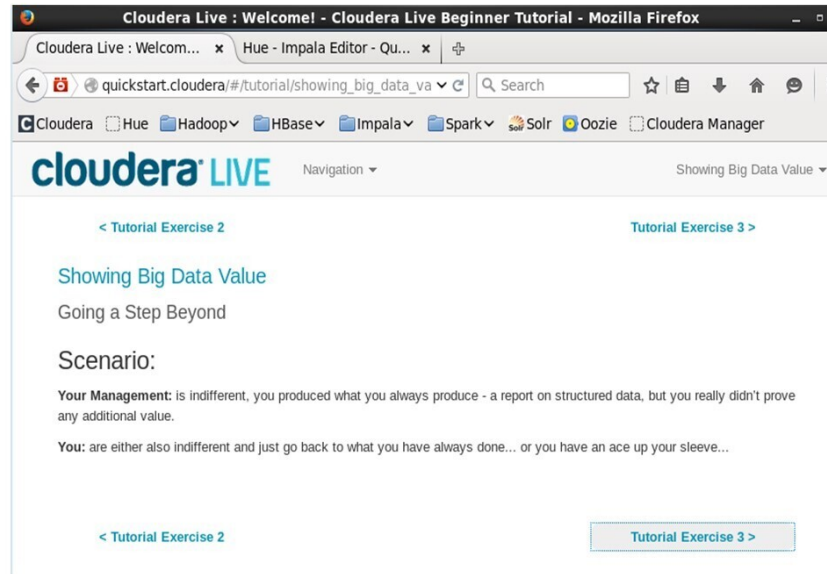 Cloudera Live : Welcome! - Cloudera Live Beginner Tutorial - Mozilla Firefox
Cloudera Live : Welcom... Hue - Impala Editor - Qu...
quickstart.cloudera/#/tutorial/showing_big_data_va Search
Cloudera Hue Hadoop HBase Impala Spark Solr Oozie Cloudera Manager
cloudera LIVE Navigation Showing Big Data Value
< Tutorial Exercise 2 Tutorial Exercise 3 >
Showing Big Data Value
Going a Step Beyond
Scenario:
Your Management: is indifferent, you produced what you always produce - a report on structured data, but you really didn't prove
any additional value.
You: are either also indifferent and just go back to what you have always done... or you have an ace up your sleeve...
< Tutorial Exercise 2 Tutorial Exercise 3 >